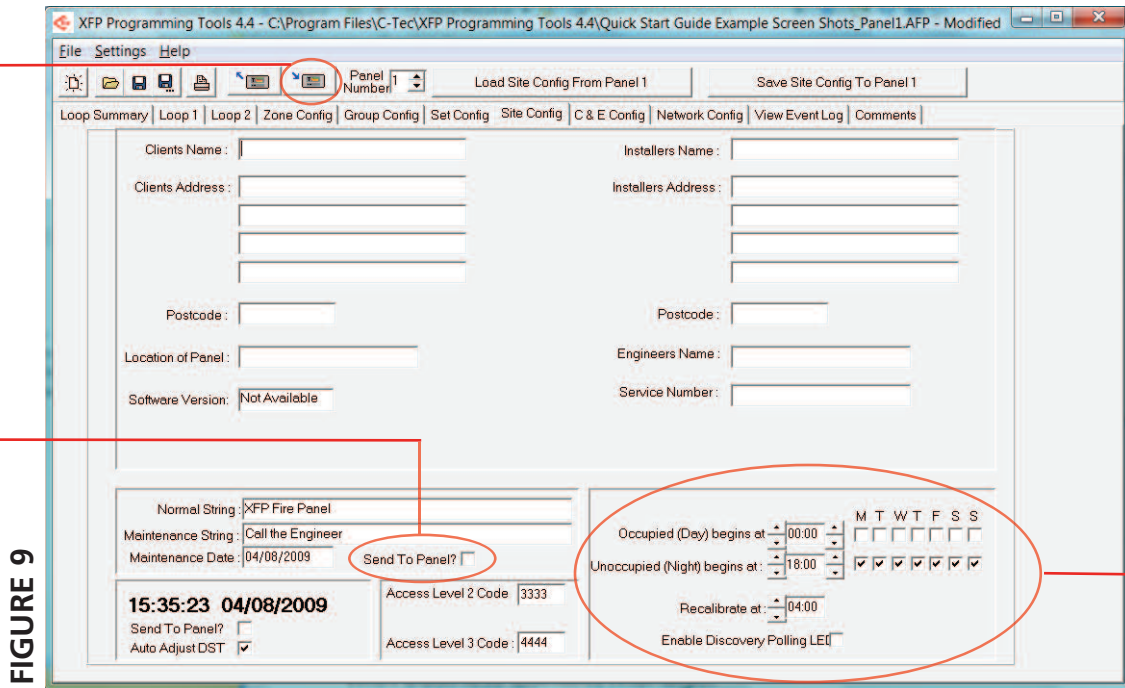 XFP Programming Tools 4.4 - C:\Program Files\C-Tec\XFP Programming Tools 4.4\Quick Start Guide Example Screen Shots_Panel1.AFP - Modified
File Settings Help
Panel Number 1
Load Site Config From Panel 1
Save Site Config To Panel 1
Loop Summary Loop 1 Loop 2 Zone Config Group Config Set Config Site Config C & E Config Network Config View Event Log Comments
Clients Name :
Installers Name :
Clients Address :
Installers Address :
Postcode :
Postcode :
Location of Panel :
Engineers Name :
Software Version: Not Available
Service Number :
Normal String : XFP Fire Panel
Maintenance String : Call the Engineer
Maintenance Date : 04/08/2009
Send To Panel?
15:35:23 04/08/2009
Send To Panel?
Auto Adjust DST
Access Level 2 Code 3333
Access Level 3 Code : 4444
M T W T F S S
Occupied (Day) begins at 00:00
Unoccupied (Night) begins at : 18:00
Recalibrate at : 04:00
Enable Discovery Polling LED
FIGURE 9